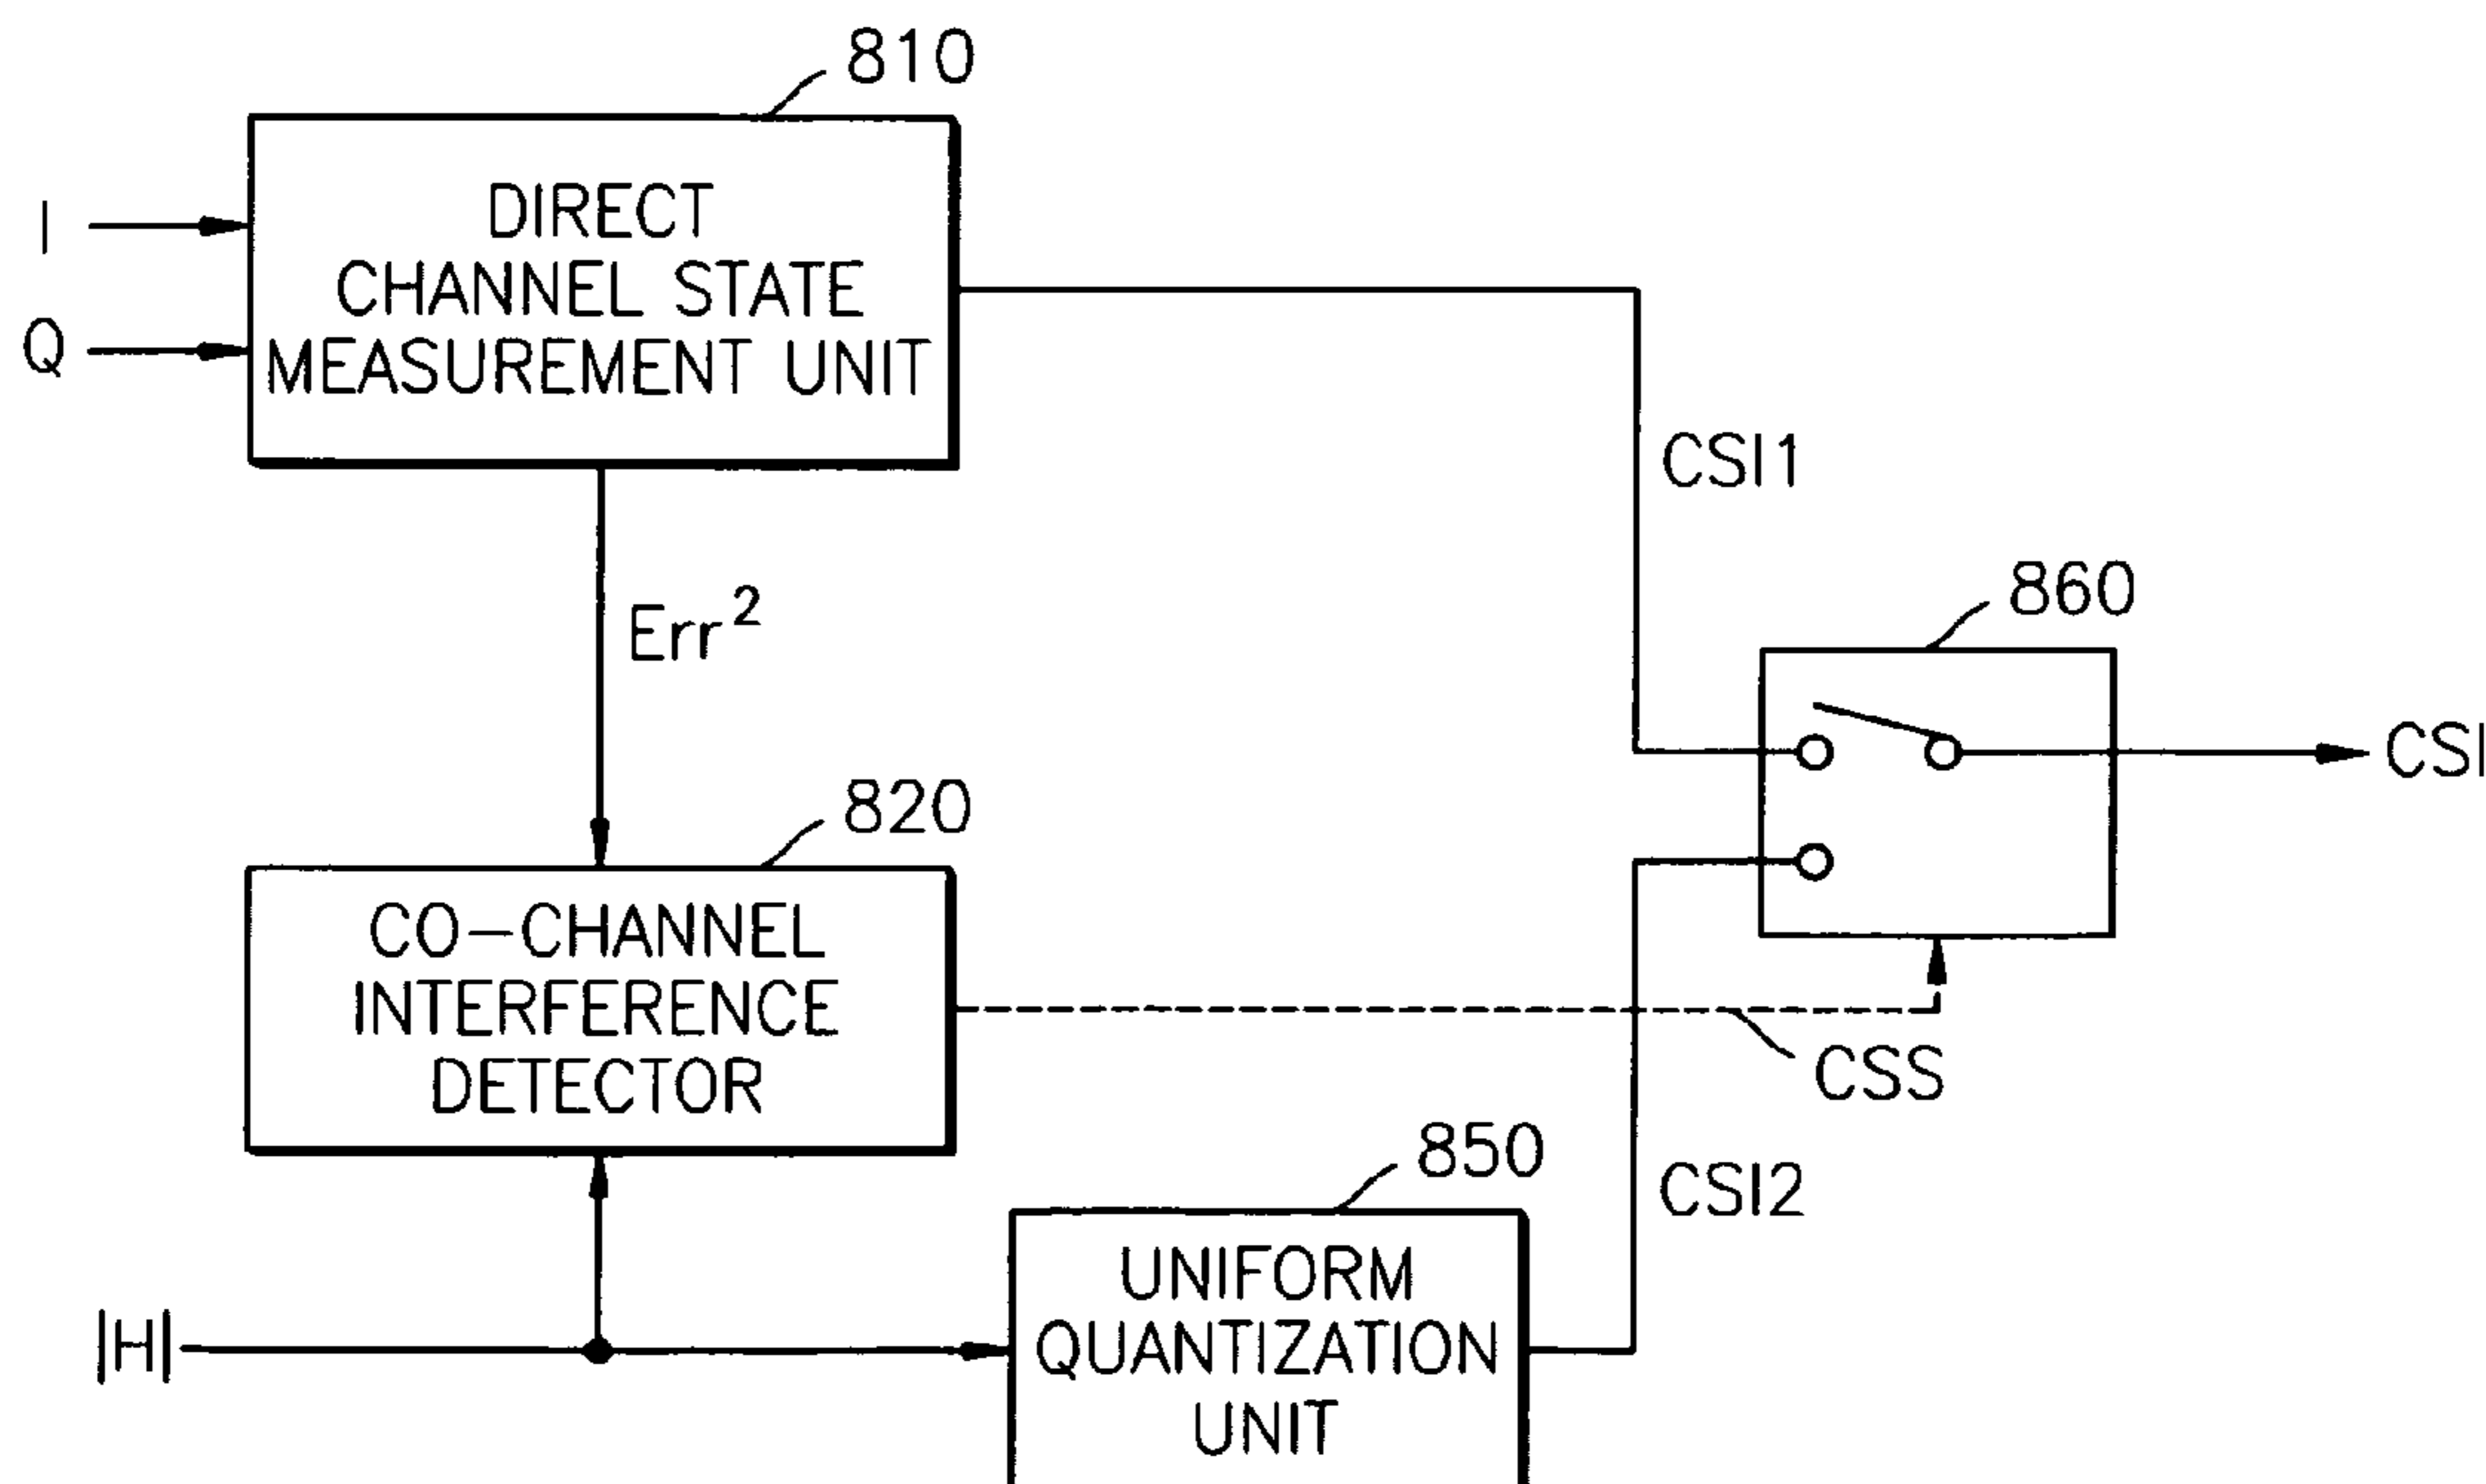 810
I
Q
DIRECT
CHANNEL STATE
MEASUREMENT UNIT
CSI1
Err²
860
CSI
820
CO-CHANNEL
INTERFERENCE
DETECTOR
CSS
850
CSI2
|H|
UNIFORM
QUANTIZATION
UNIT